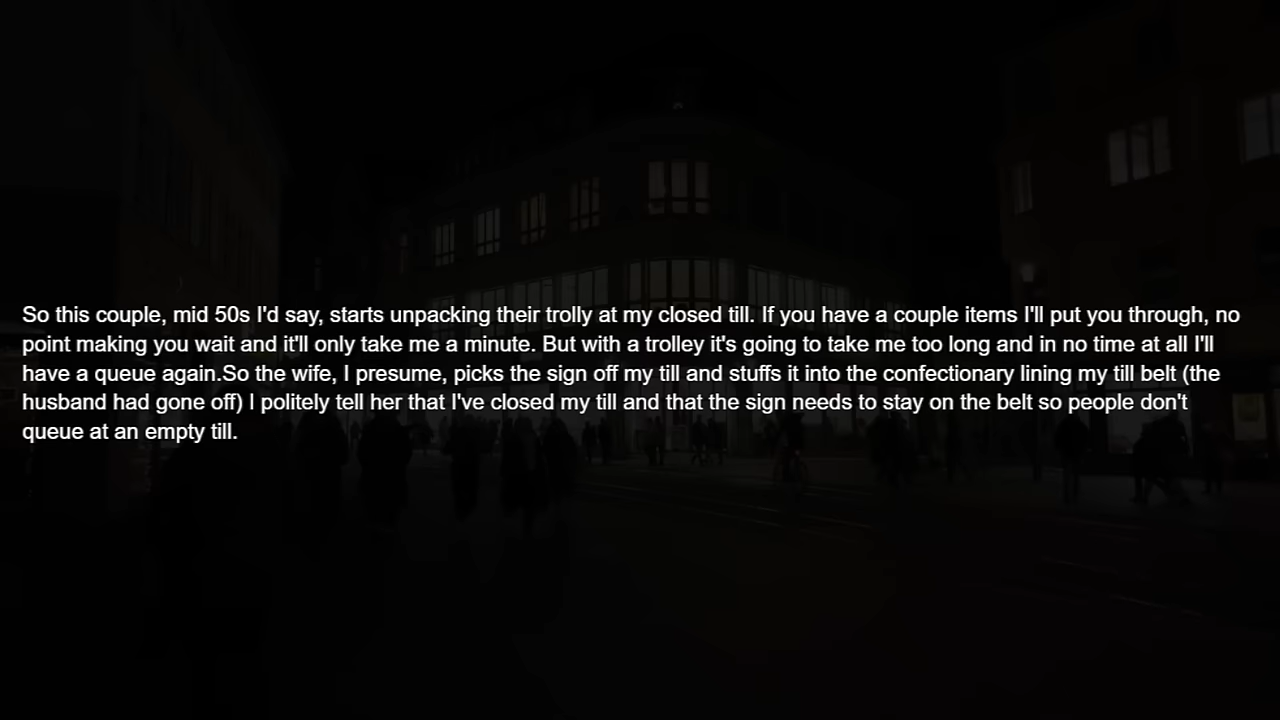 So this couple, mid 50s I'd say, starts unpacking their trolly at my closed till. If you have a couple items I'll put you through, no
point making you wait and it'll only take me a minute. But with a trolley it's going to take me too long and in no time at all I'll
have a queue again.So the wife, I presume, picks the sign off my till and stuffs it into the confectionary lining my till belt (the
husband had gone off) I politely tell her that I've closed my till and that the sign needs to stay on the belt so people don't
queue at an empty till.